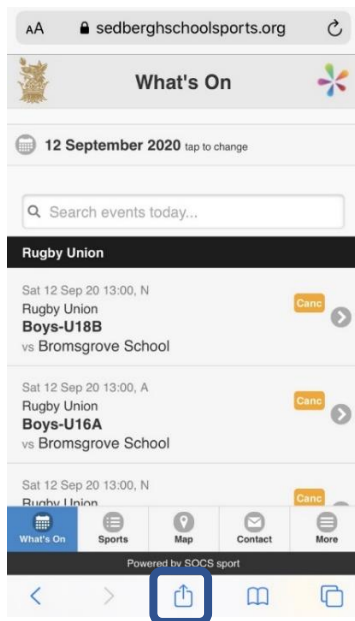 AA sedberghschoolsports.org
What's On
12 September 2020 tap to change
Search events today...
Rugby Union
Sat 12 Sep 20 13:00, N
Rugby Union
Boys-U18B
vs Bromsgrove School
Canc
Sat 12 Sep 20 13:00, A
Rugby Union
Boys-U16A
vs Bromsgrove School
Canc
Sat 12 Sep 20 13:00, N
Rugby Union
Canc
What's On Sports Map Contact More
Powered by SOCS sport